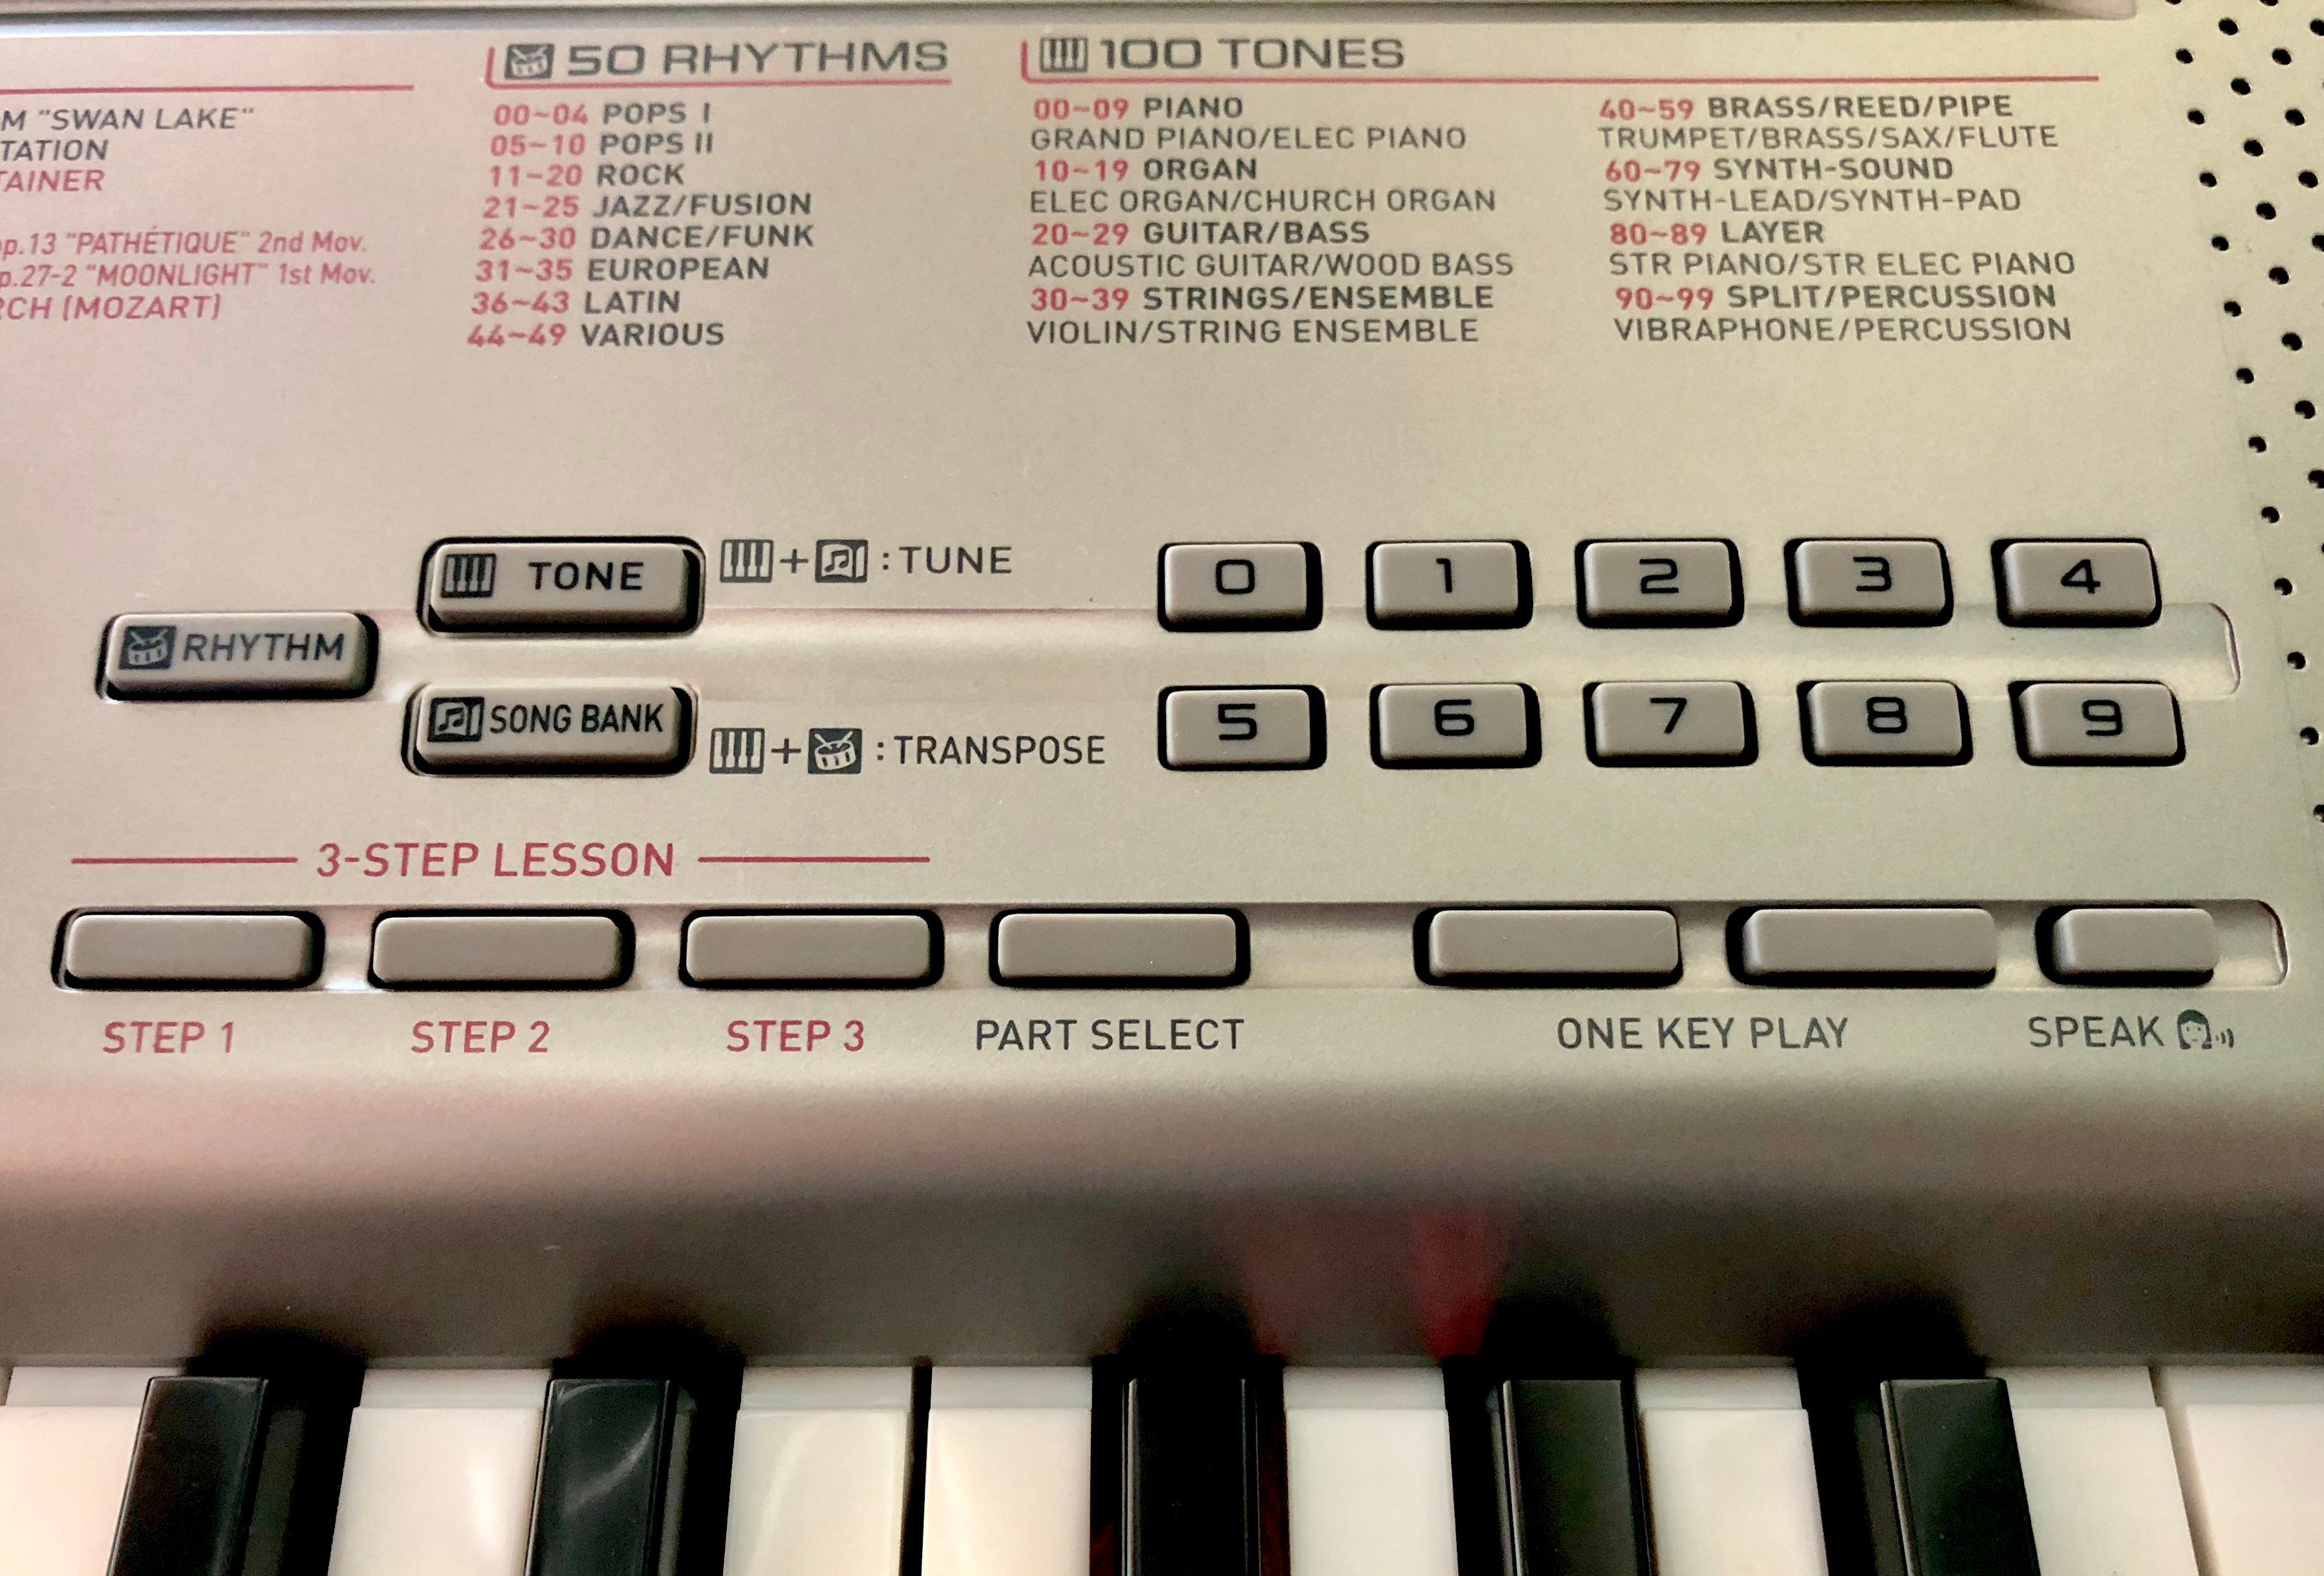 M "SWAN LAKE"
TATION
TAINER
op.13 "PATHÉTIQUE" 2nd Mov.
p.27-2 "MOONLIGHT" 1st Mov.
RCH (MOZART)
50 RHYTHMS
00~04 POPS I
05~10 POPS II
11~20 ROCK
21~25 JAZZ/FUSION
26~30 DANCE/FUNK
31~35 EUROPEAN
36~43 LATIN
44~49 VARIOUS
100 TONES
00~09 PIANO
GRAND PIANO/ELEC PIANO
10~19 ORGAN
ELEC ORGAN/CHURCH ORGAN
20~29 GUITAR/BASS
ACOUSTIC GUITAR/WOOD BASS
30~39 STRINGS/ENSEMBLE
VIOLIN/STRING ENSEMBLE
40~59 BRASS/REED/PIPE
TRUMPET/BRASS/SAX/FLUTE
60~79 SYNTH-SOUND
SYNTH-LEAD/SYNTH-PAD
80~89 LAYER
STR PIANO/STR ELEC PIANO
90~99 SPLIT/PERCUSSION
VIBRAPHONE/PERCUSSION
RHYTHM
TONE
+ : TUNE
SONG BANK
+ : TRANSPOSE
0 1 2 3 4
5 6 7 8 9
3-STEP LESSON
STEP 1
STEP 2
STEP 3
PART SELECT
ONE KEY PLAY
SPEAK